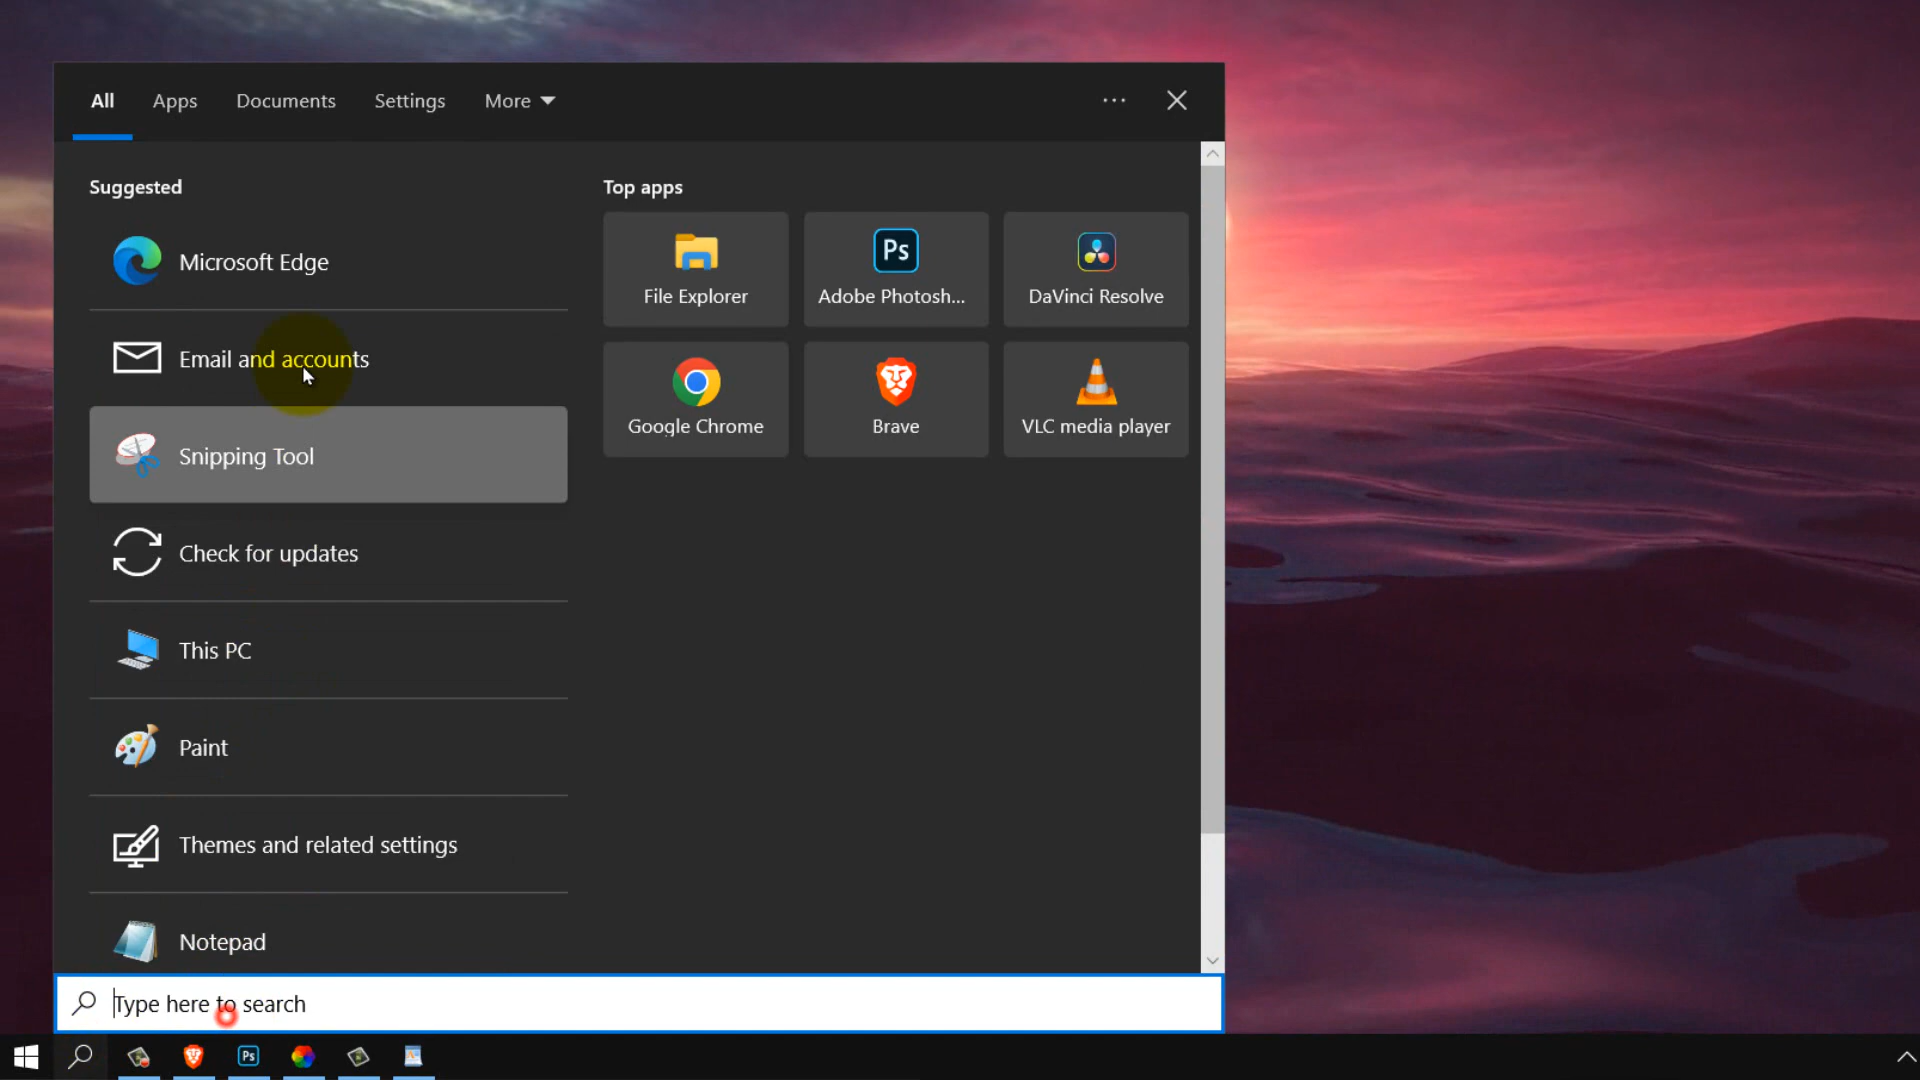 All Apps Documents Settings More
Suggested
Top apps
Microsoft Edge
Email and accounts
Snipping Tool
Check for updates
This PC
Paint
Themes and related settings
Notepad
Ps
File Explorer
Adobe Photosh...
DaVinci Resolve
Google Chrome
Brave
VLC media player
Type here to search
Ps